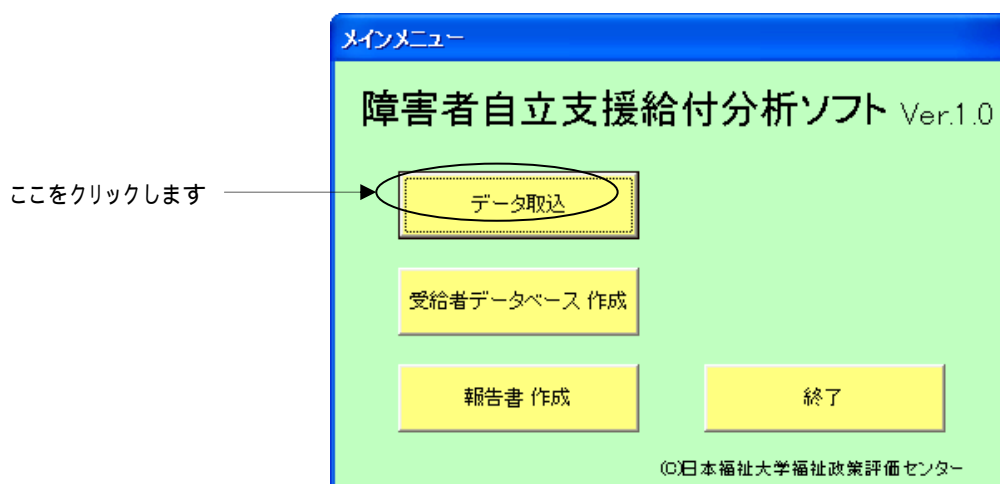 メインメニュー
障害者自立支援給付分析ソフト Ver.1.0
ここをクリックします
データ取込
受給者データベース 作成
報告書 作成
終了
(C)日本福祉大学福祉政策評価センター